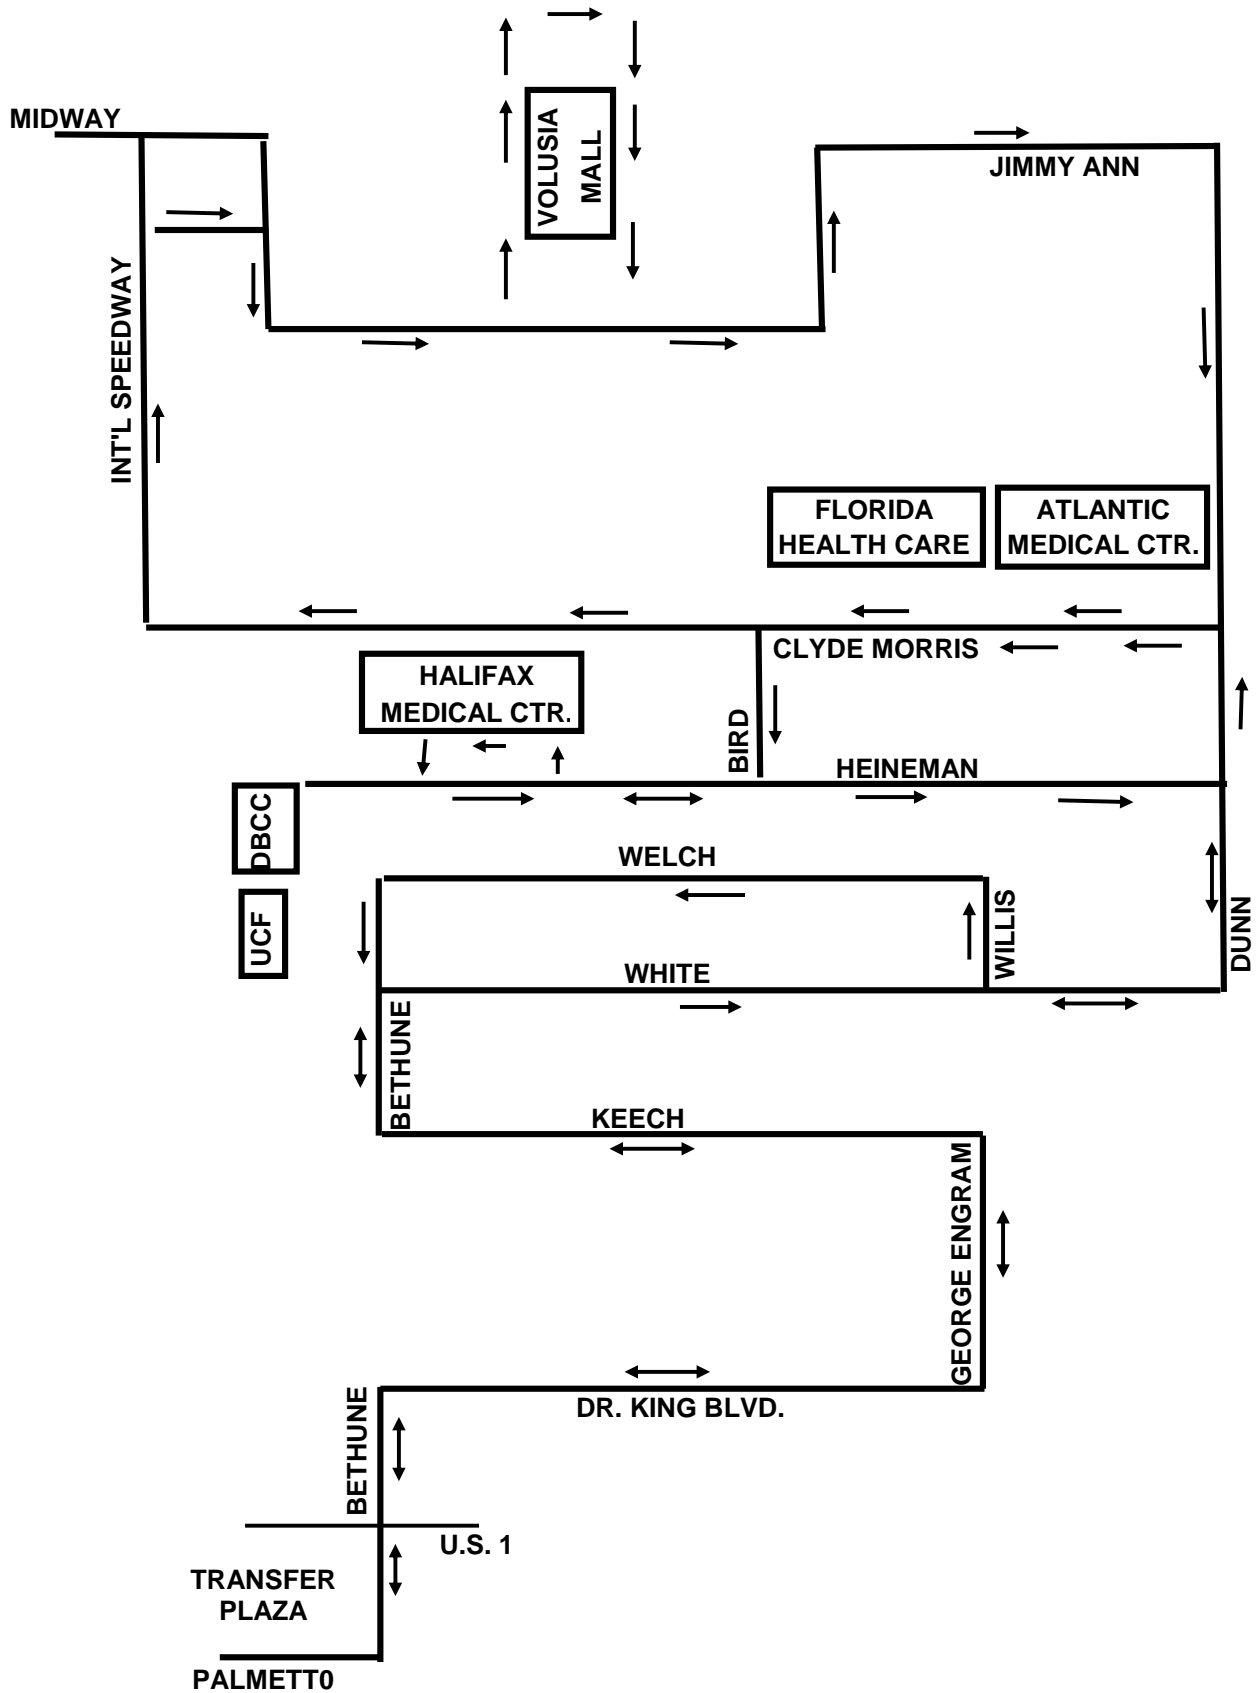 MIDWAY
VOLUSIA
MALL
JIMMY ANN
INT'L SPEEDWAY
FLORIDA
HEALTH CARE
ATLANTIC
MEDICAL CTR.
CLYDE MORRIS
HALIFAX
MEDICAL CTR.
BIRD
HEINEMAN
DBCC
WELCH
UCF
WILLIS
DUNN
WHITE
BETHUNE
KEECH
GEORGE ENGRAM
DR. KING BLVD.
BETHUNE
U.S. 1
TRANSFER
PLAZA
PALMETT0